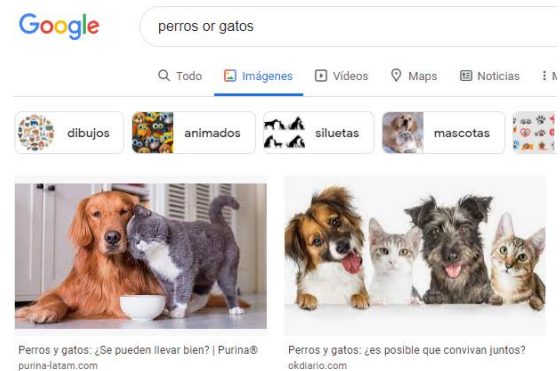 Google
perros or gatos
Todo Imágenes Vídeos Maps Noticias
dibujos animados siluetas mascotas
Perros y gatos: ¿Se pueden llevar bien? | Purina®
purina-latam.com
Perros y gatos: ¿es posible que convivan juntos?
okdiario.com